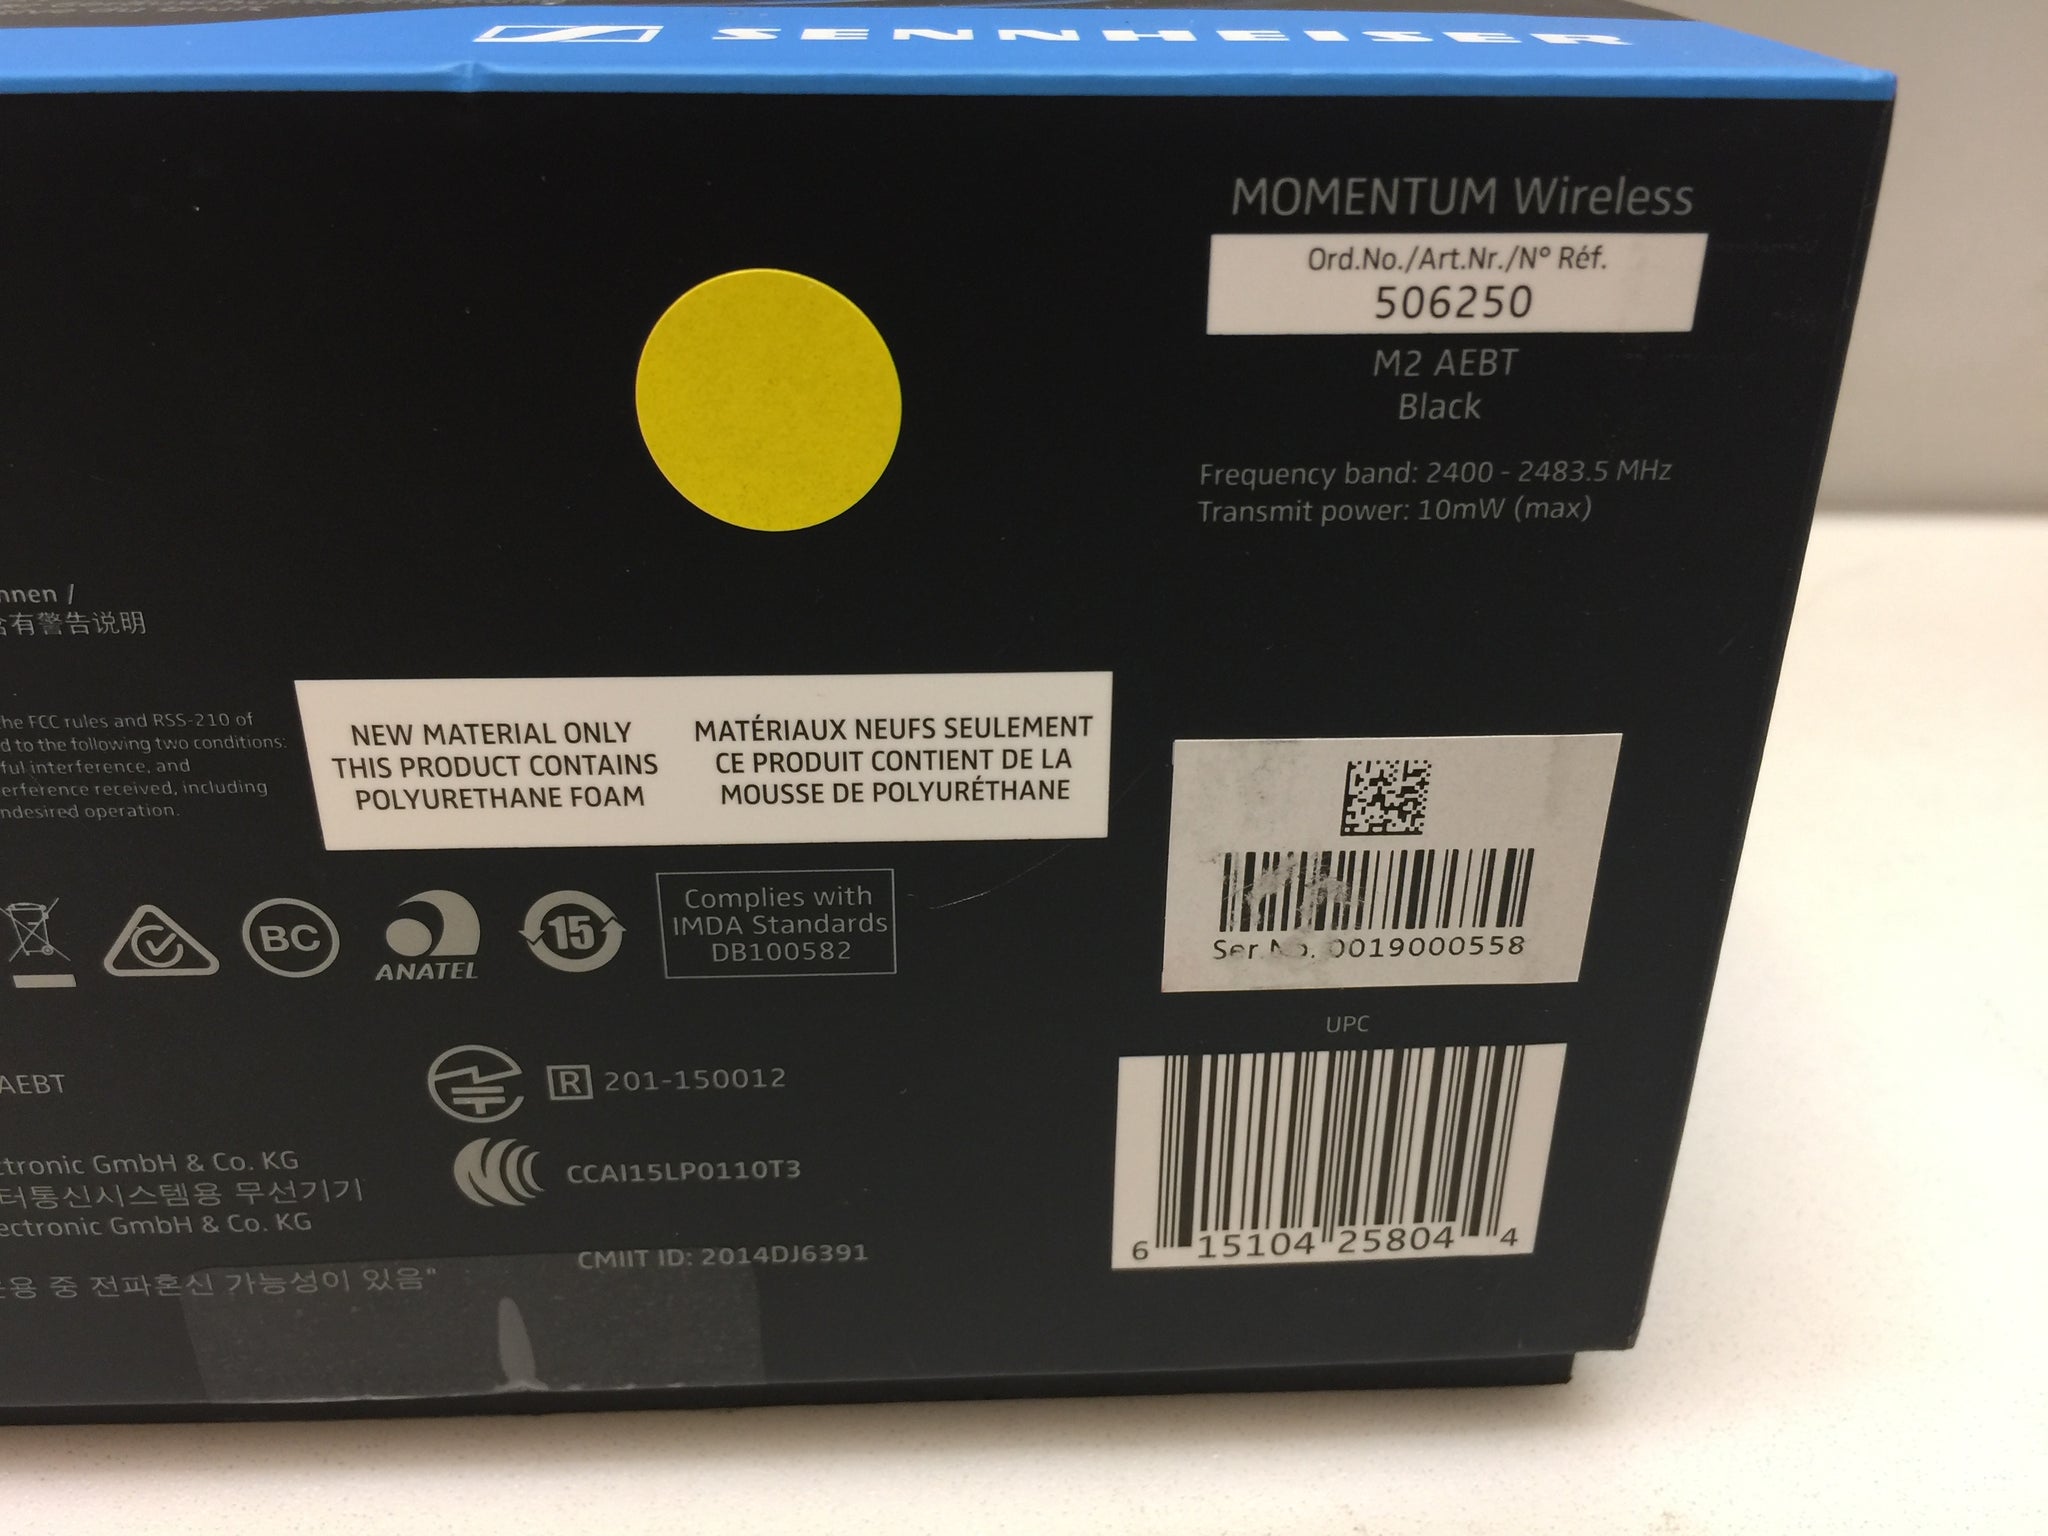 SENNHEISER
MOMENTUM Wireless
Ord.No./Art.Nr./N° Réf.
506250
M2 AEBT
Black
Frequency band: 2400 - 2483.5 MHz
Transmit power: 10mW (max)
nnen /
含有警告说明
he FCC rules and RSS-210 of
d to the following two conditions:
ful interference, and
erference received, including
ndesired operation.
NEW MATERIAL ONLY
THIS PRODUCT CONTAINS
POLYURETHANE FOAM
MATÉRIAUX NEUFS SEULEMENT
CE PRODUIT CONTIENT DE LA
MOUSSE DE POLYURÉTHANE
BC
ANATEL
15
Complies with
IMDA Standards
DB100582
Ser.No. 0019000558
UPC
6 15104 25804 4
AEBT
R 201-150012
CCAI15LP0110T3
ctronic GmbH & Co. KG
터통신시스템용 무선기기
ectronic GmbH & Co. KG
CMIIT ID: 2014DJ6391
용 중 전파혼신 가능성이 있음"